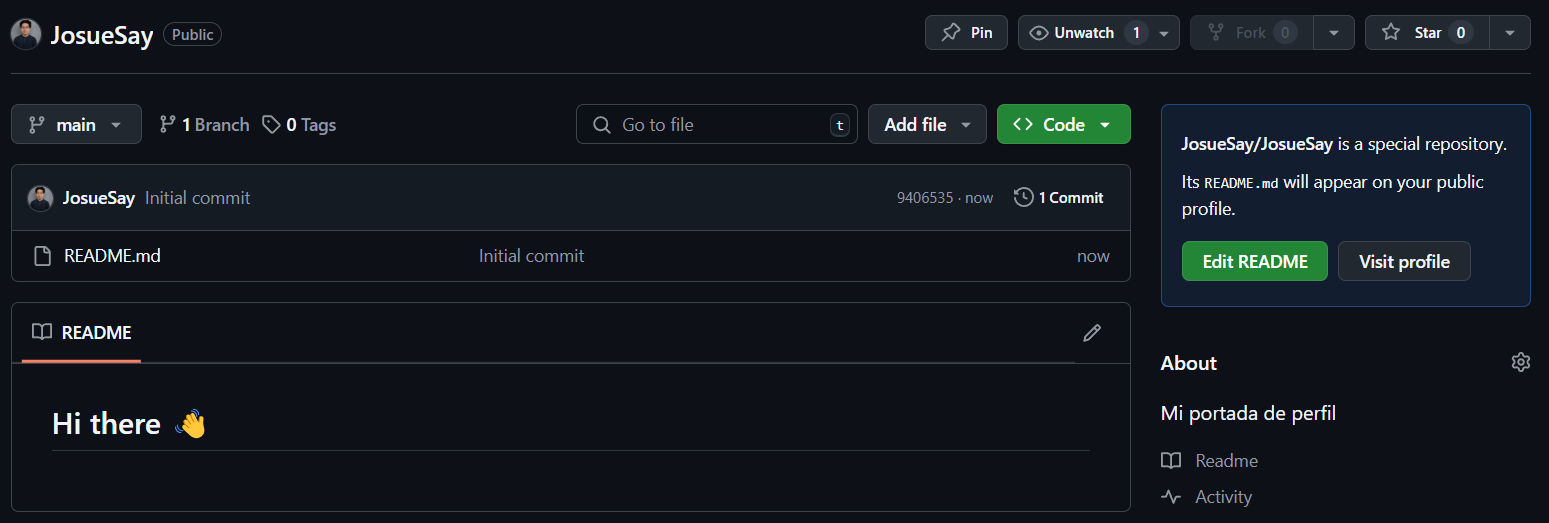 JosueSay Public
Pin Unwatch 1 Fork 0 Star 0
main 1 Branch 0 Tags Go to file t Add file Code
JosueSay Initial commit 9406535 · now 1 Commit
README.md Initial commit now
README
Hi there 👋
JosueSay/JosueSay is a special repository.
Its README.md will appear on your public
profile.
Edit README Visit profile
About
Mi portada de perfil
Readme
Activity